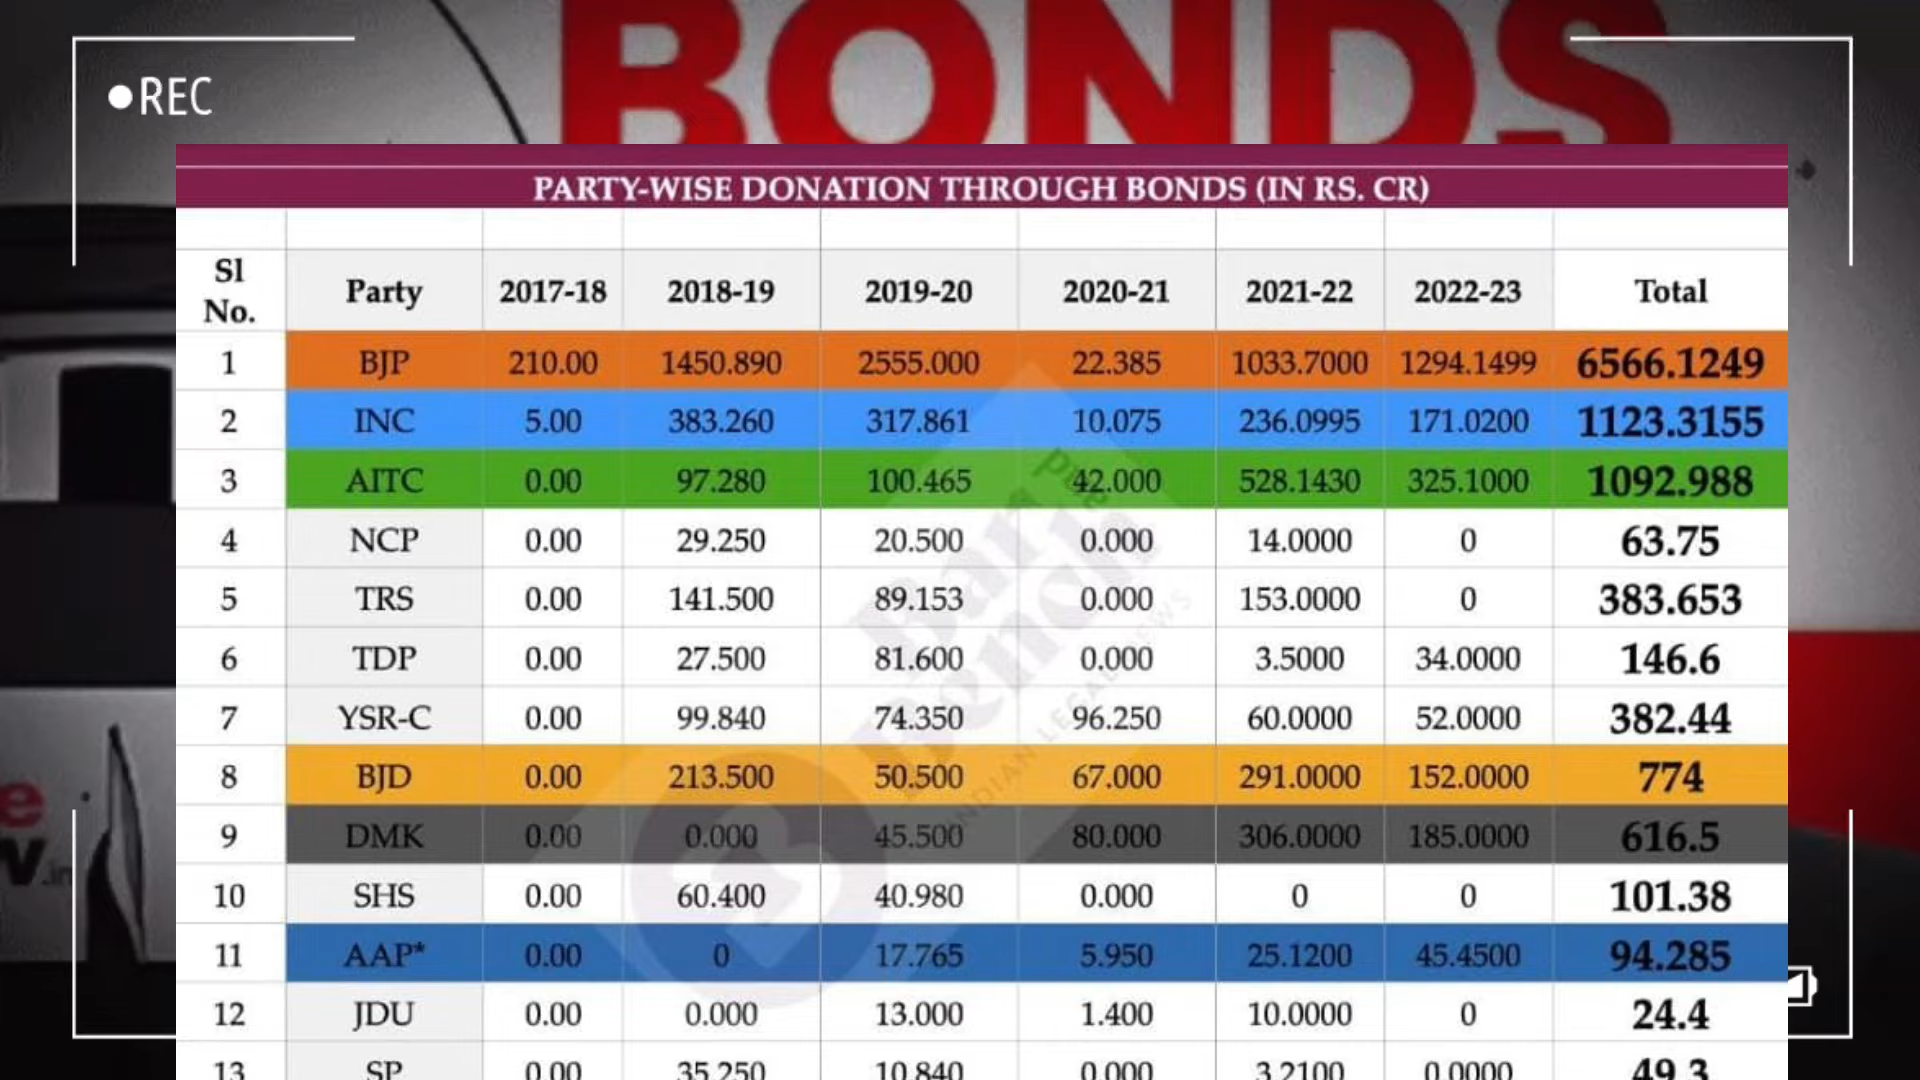 BONDS
REC
PARTY-WISE DONATION THROUGH BONDS (IN RS. CR)
Sl No. Party 2017-18 2018-19 2019-20 2020-21 2021-22 2022-23 Total
1 BJP 210.00 1450.890 2555.000 22.385 1033.7000 1294.1499 6566.1249
2 INC 5.00 383.260 317.861 10.075 236.0995 171.0200 1123.3155
3 AITC 0.00 97.280 100.465 42.000 528.1430 325.1000 1092.988
4 NCP 0.00 29.250 20.500 0.000 14.0000 0 63.75
5 TRS 0.00 141.500 89.153 0.000 153.0000 0 383.653
6 TDP 0.00 27.500 81.600 0.000 3.5000 34.0000 146.6
7 YSR-C 0.00 99.840 74.350 96.250 60.0000 52.0000 382.44
8 BJD 0.00 213.500 50.500 67.000 291.0000 152.0000 774
9 DMK 0.00 0.000 45.500 80.000 306.0000 185.0000 616.5
10 SHS 0.00 60.400 40.980 0.000 0 0 101.38
11 AAP* 0.00 0 17.765 5.950 25.1200 45.4500 94.285
12 JDU 0.00 0.000 13.000 1.400 10.0000 0 24.4
13 SP 0.00 35.250 10.840 0.000 3.2100 0.0000 49.3
Bar and Bench
INDIAN LEGAL NEWS